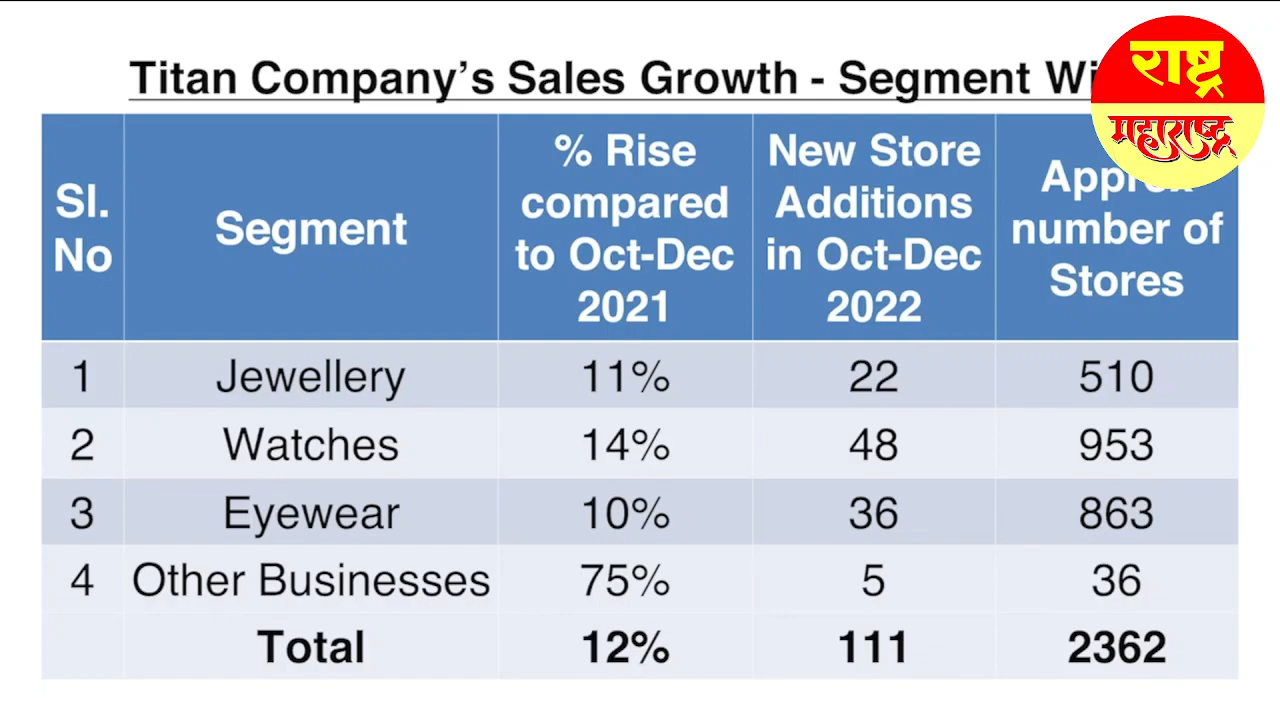 Titan Company's Sales Growth - Segment
राष्ट्र
महाराष्ट्र
Sl. No | Segment | % Rise compared to Oct-Dec 2021 | New Store Additions in Oct-Dec 2022 | Approx number of Stores
1 Jewellery 11% 22 510
2 Watches 14% 48 953
3 Eyewear 10% 36 863
4 Other Businesses 75% 5 36
Total 12% 111 2362